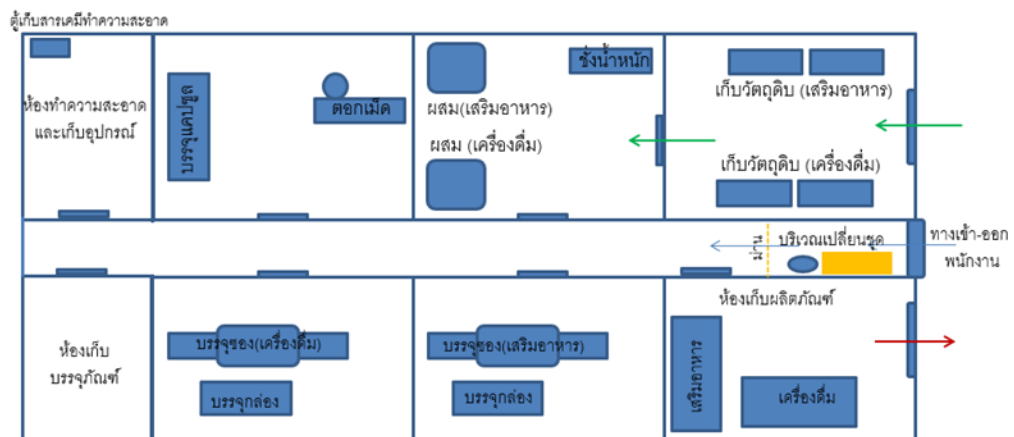 ตู้เก็บสารเคมีทำความสะอาด
ห้องทำความสะอาด
และเก็บอุปกรณ์
บรรจุแคปซูล
ตอกเม็ด
ผสม(เสริมอาหาร)
ผสม (เครื่องดื่ม)
ชั่งน้ำหนัก
เก็บวัตถุดิบ (เสริมอาหาร)
เก็บวัตถุดิบ (เครื่องดื่ม)
ม่าน
บริเวณเปลี่ยนชุด
ทางเข้า-ออก
พนักงาน
ห้องเก็บ
บรรจุภัณฑ์
บรรจุซอง(เครื่องดื่ม)
บรรจุกล่อง
บรรจุซอง(เสริมอาหาร)
บรรจุกล่อง
ห้องเก็บผลิตภัณฑ์
เสริมอาหาร
เครื่องดื่ม